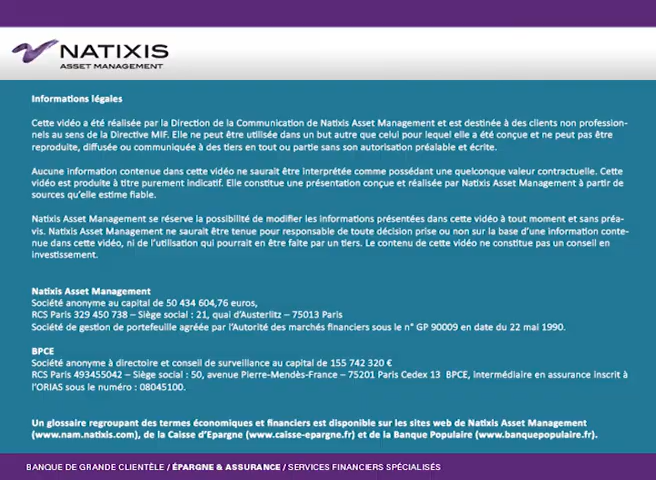 NATIXIS
ASSET MANAGEMENT
Informations légales
Cette vidéo a été réalisée par la Direction de la Communication de Natixis Asset Management et est destinée à des clients non profession-
nels au sens de la Directive MIF. Elle ne peut être utilisée dans un but autre que celui pour lequel elle a été conçue et ne peut pas être
reproduite, diffusée ou communiquée à des tiers en tout ou partie sans son autorisation préalable et écrite.
Aucune information contenue dans cette vidéo ne saurait être interprétée comme possédant une quelconque valeur contractuelle. Cette
vidéo est produite à titre purement indicatif. Elle constitue une présentation conçue et réalisée par Natixis Asset Management à partir de
sources qu’elle estime fiable.
Natixis Asset Management se réserve la possibilité de modifier les informations présentées dans cette vidéo à tout moment et sans préa-
vis. Natixis Asset Management ne saurait être tenue pour responsable de toute décision prise ou non sur la base d’une information conte-
nue dans cette vidéo, ni de l’utilisation qui pourrait en être faite par un tiers. Le contenu de cette vidéo ne constitue pas un conseil en
investissement.
Natixis Asset Management
Société anonyme au capital de 50 434 604,76 euros,
RCS Paris 329 450 738 – Siège social : 21, quai d’Austerlitz – 75013 Paris
Société de gestion de portefeuille agréée par l’Autorité des marchés financiers sous le n° GP 90009 en date du 22 mai 1990.
BPCE
Société anonyme à directoire et conseil de surveillance au capital de 155 742 320 €
RCS Paris 493455042 – Siège social : 50, avenue Pierre-Mendès-France – 75201 Paris Cedex 13 BPCE, intermédiaire en assurance inscrit à
l’ORIAS sous le numéro : 08045100.
Un glossaire regroupant des termes économiques et financiers est disponible sur les sites web de Natixis Asset Management
(www.nam.natixis.com), de la Caisse d’Epargne (www.caisse-epargne.fr) et de la Banque Populaire (www.banquepopulaire.fr).
BANQUE DE GRANDE CLIENTÈLE / ÉPARGNE & ASSURANCE / SERVICES FINANCIERS SPÉCIALISÉS